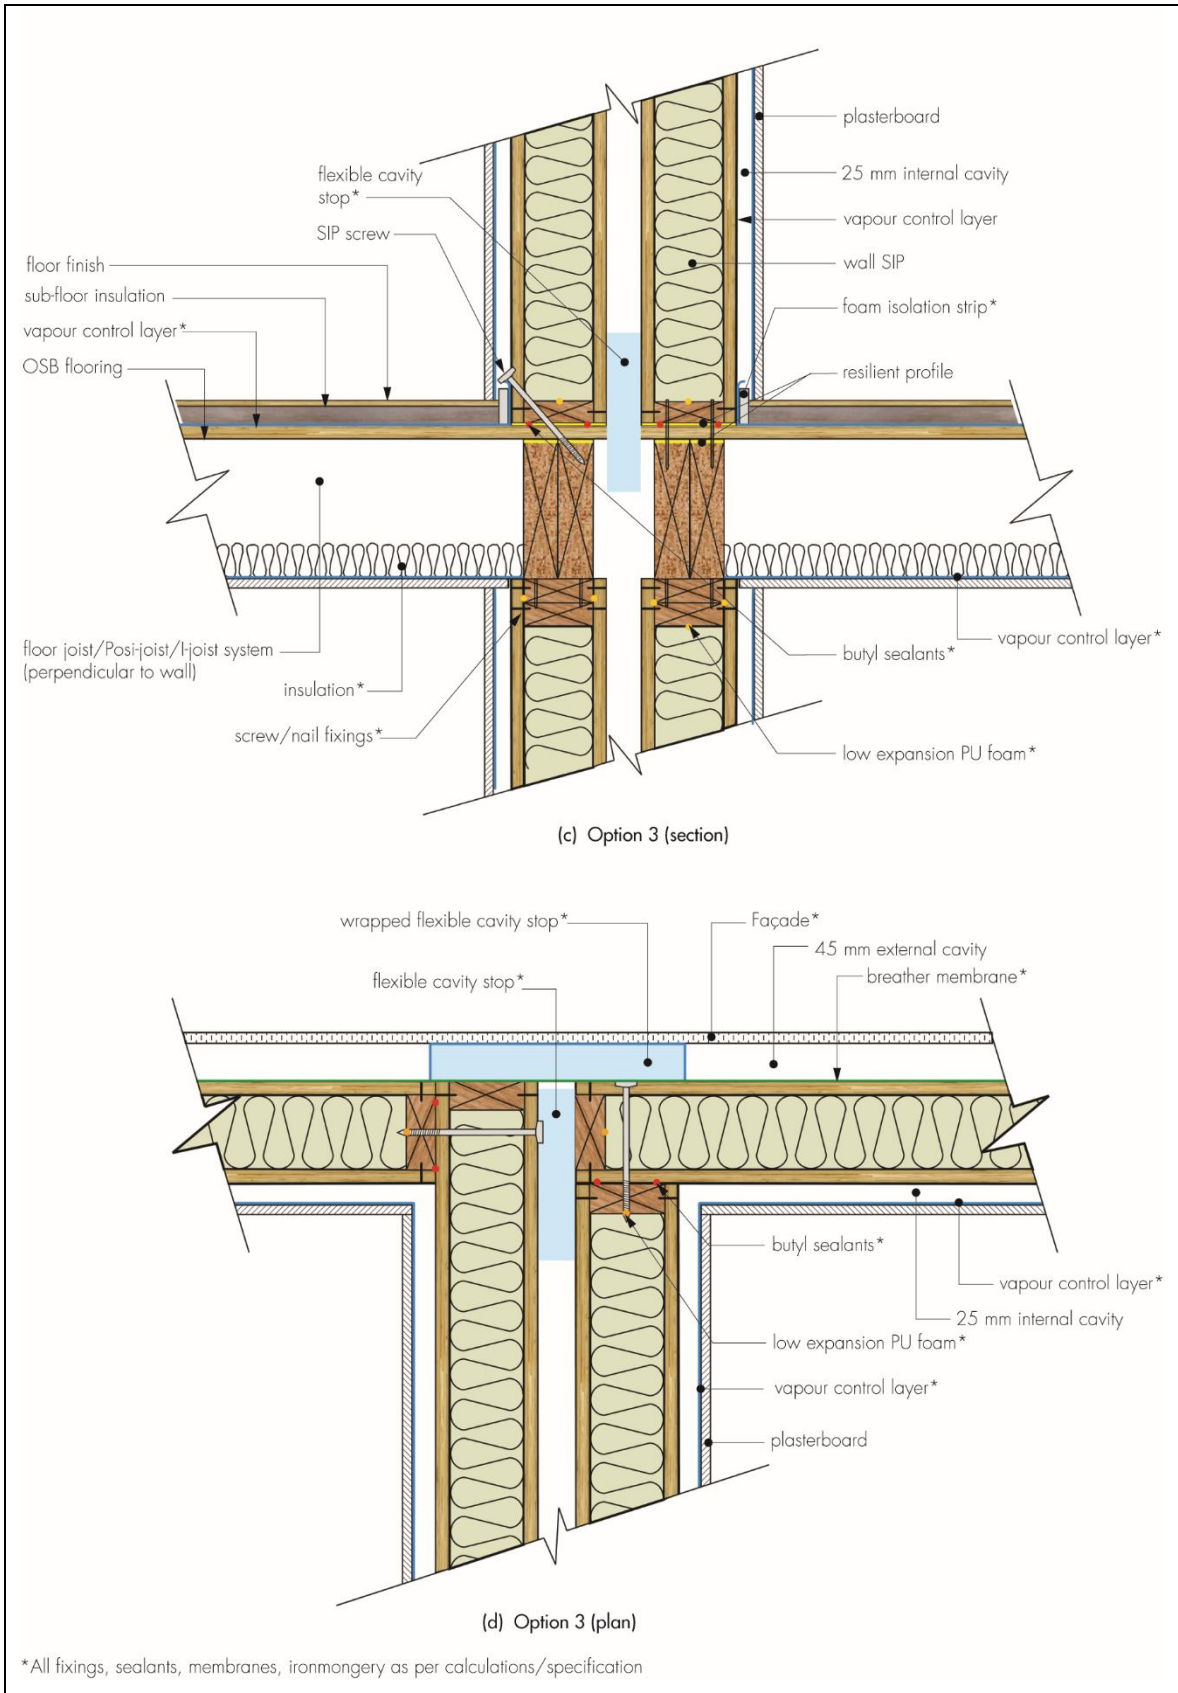 plasterboard
flexible cavity
stop*
25 mm internal cavity
vapour control layer
SIP screw
wall SIP
floor finish
sub-floor insulation
foam isolation strip*
vapour control layer*
OSB flooring
resilient profile
floor joist/Posi-joist/I-joist system
(perpendicular to wall)
insulation*
screw/nail fixings*
butyl sealants*
vapour control layer*
low expansion PU foam*
(c) Option 3 (section)
wrapped flexible cavity stop*
Façade*
45 mm external cavity
flexible cavity stop*
breather membrane*
butyl sealants*
vapour control layer*
25 mm internal cavity
low expansion PU foam*
vapour control layer*
plasterboard
(d) Option 3 (plan)
*All fixings, sealants, membranes, ironmongery as per calculations/specification